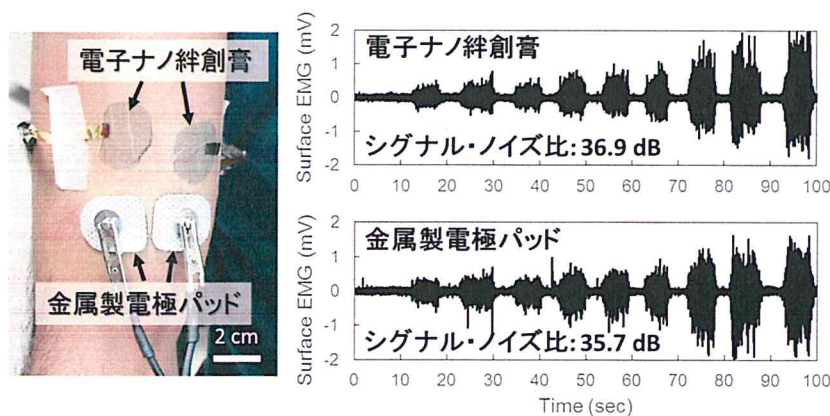 電子ナノ絆創膏
金属製電極パッド
2 cm
Surface EMG (mV)
2
1
0
-1
-2
電子ナノ絆創膏
シグナル・ノイズ比: 36.9 dB
0 10 20 30 40 50 60 70 80 90 100
Surface EMG (mV)
2
1
0
-1
-2
金属製電極パッド
シグナル・ノイズ比: 35.7 dB
0 10 20 30 40 50 60 70 80 90 100
Time (sec)